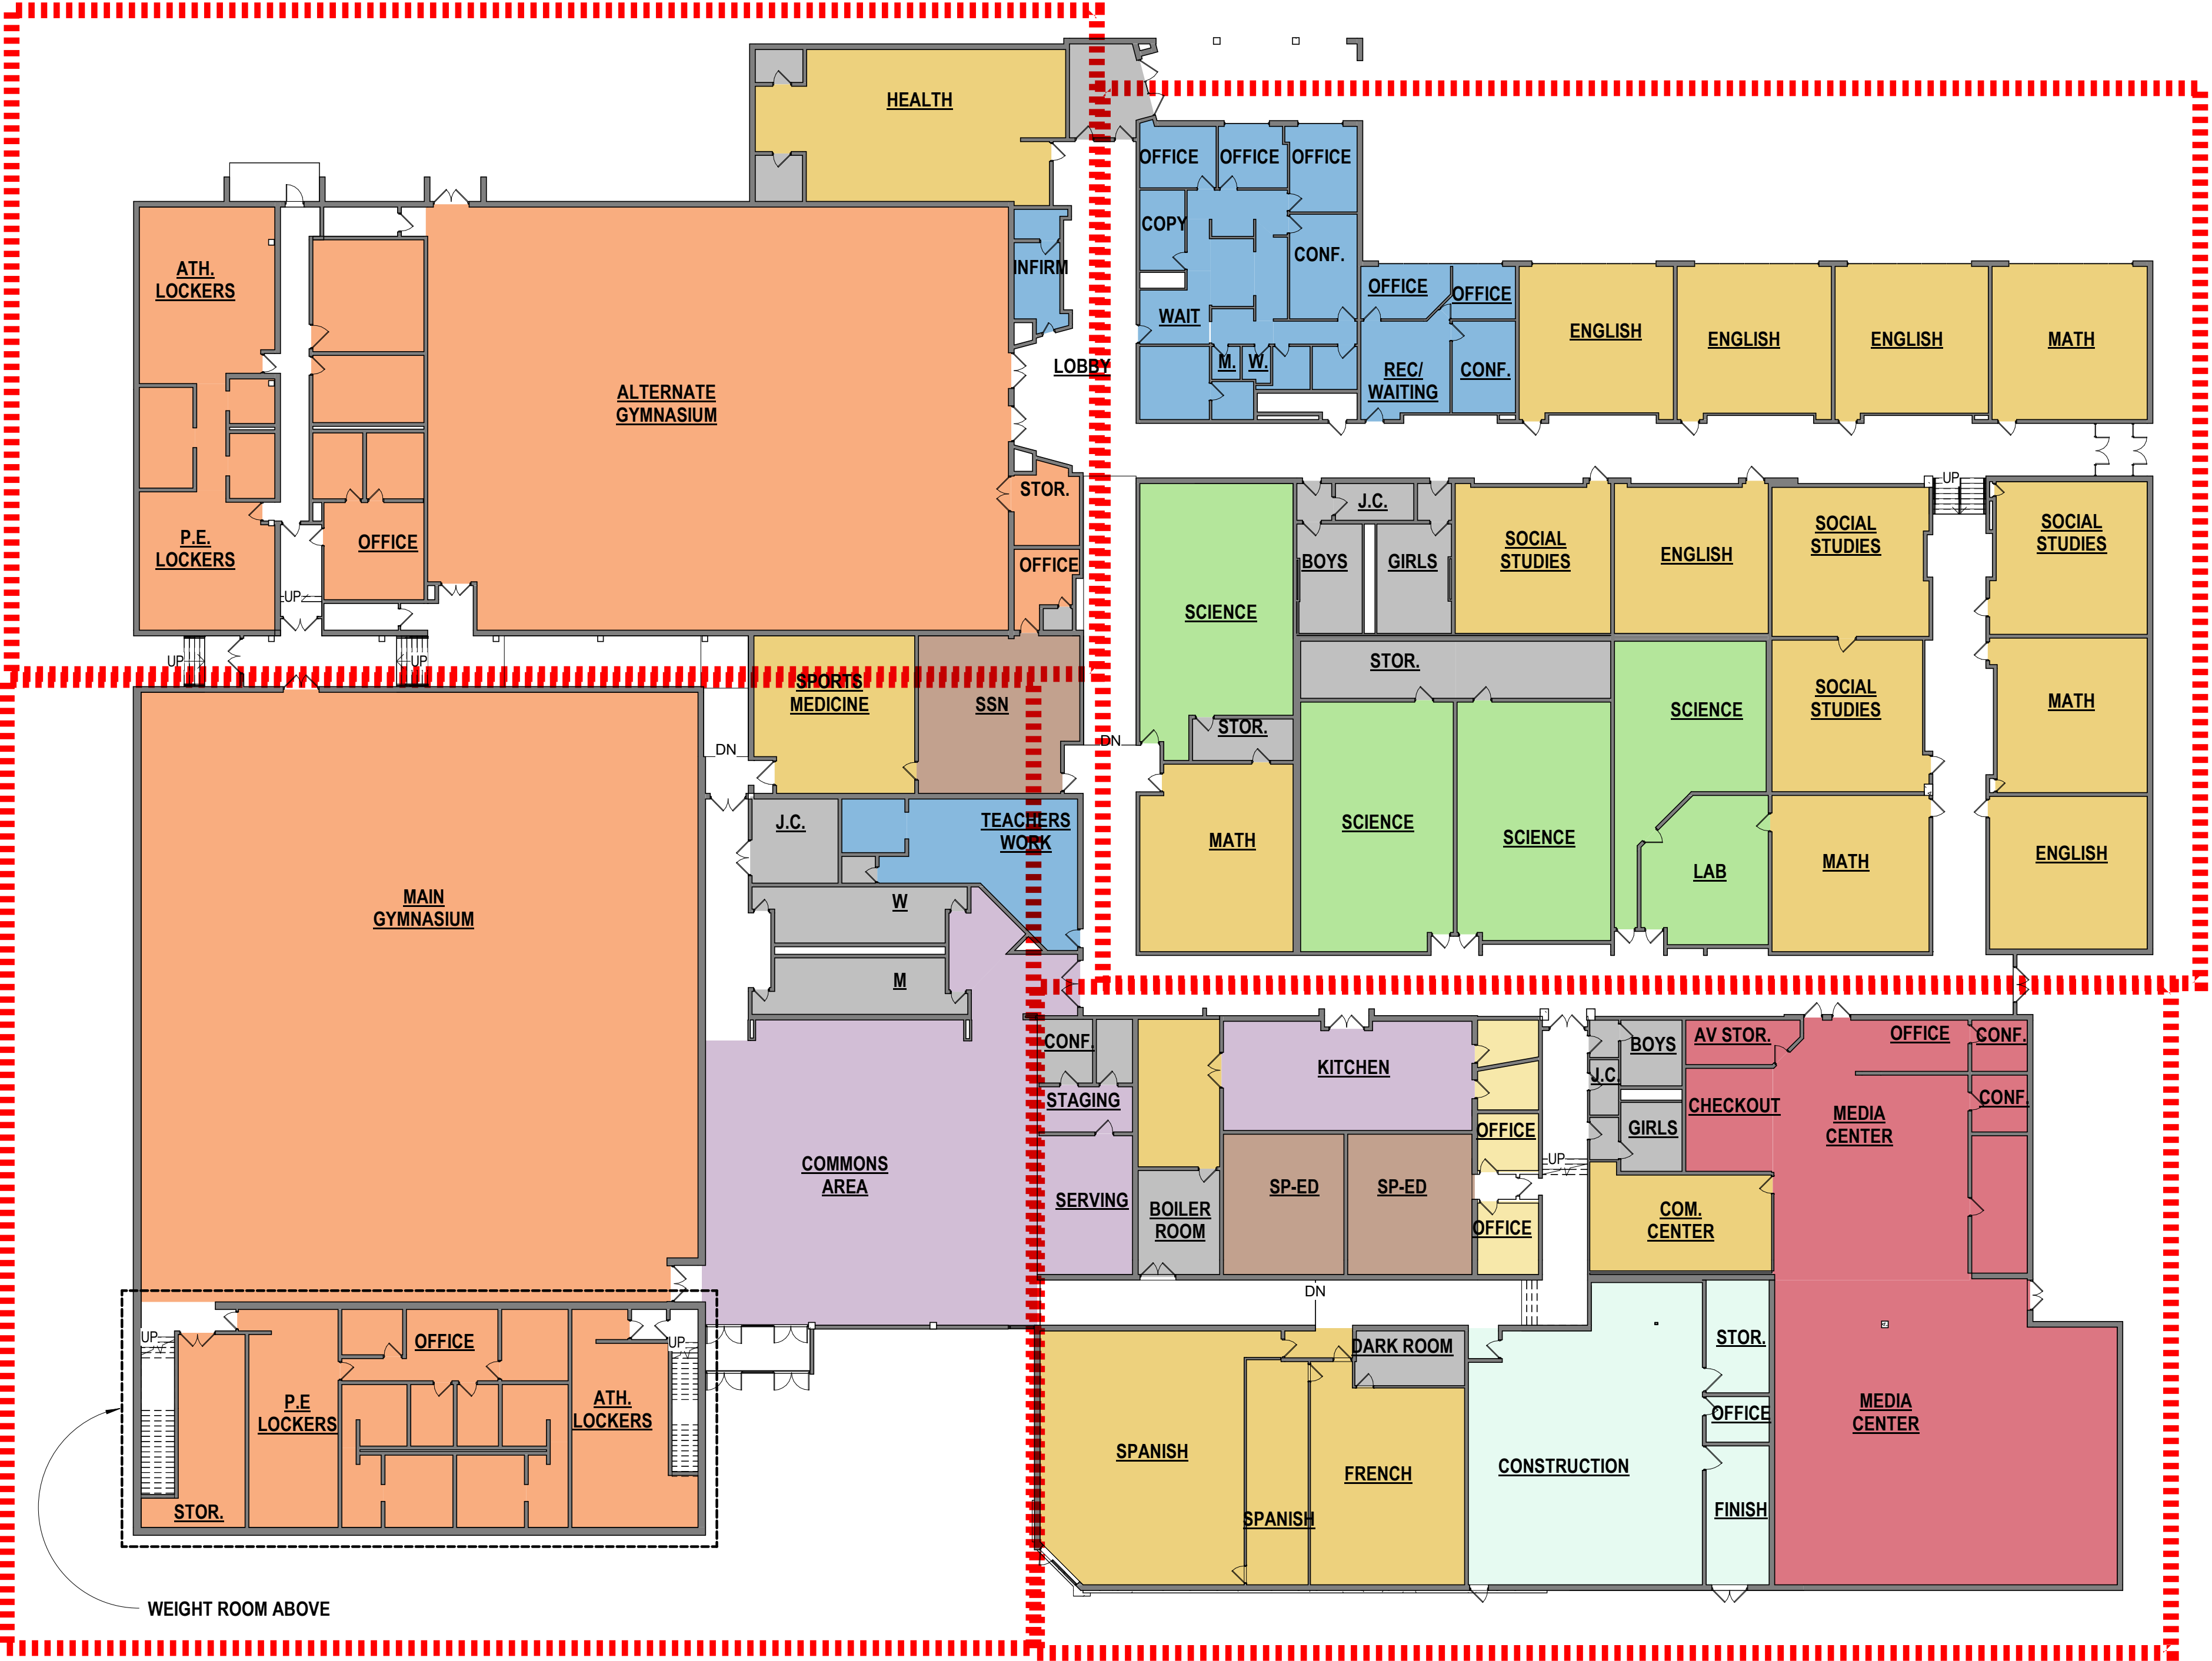 HEALTH
OFFICE
OFFICE
OFFICE
COPY
CONF.
INFIRM
WAIT
M.
W.
LOBBY
OFFICE
OFFICE
REC/
WAITING
CONF.
ENGLISH
ENGLISH
ENGLISH
MATH
ATH.
LOCKERS
ALTERNATE
GYMNASIUM
STOR.
OFFICE
P.E.
LOCKERS
OFFICE
UP
UP
UP
J.C.
BOYS
GIRLS
SCIENCE
SOCIAL
STUDIES
ENGLISH
SOCIAL
STUDIES
UP
SOCIAL
STUDIES
STOR.
SCIENCE
SOCIAL
STUDIES
MATH
STOR.
SPORTS
MEDICINE
SSN
DN
DN
MATH
SCIENCE
SCIENCE
LAB
MATH
ENGLISH
J.C.
TEACHERS
WORK
W
M
MAIN
GYMNASIUM
COMMONS
AREA
CONF.
STAGING
SERVING
KITCHEN
BOILER
ROOM
SP-ED
SP-ED
OFFICE
OFFICE
UP
BOYS
J.C.
GIRLS
AV STOR.
OFFICE
CONF.
CHECKOUT
MEDIA
CENTER
CONF.
COM.
CENTER
DN
UP
OFFICE
UP
P.E
LOCKERS
ATH.
LOCKERS
STOR.
DARK ROOM
SPANISH
SPANISH
FRENCH
CONSTRUCTION
STOR.
OFFICE
FINISH
MEDIA
CENTER
WEIGHT ROOM ABOVE